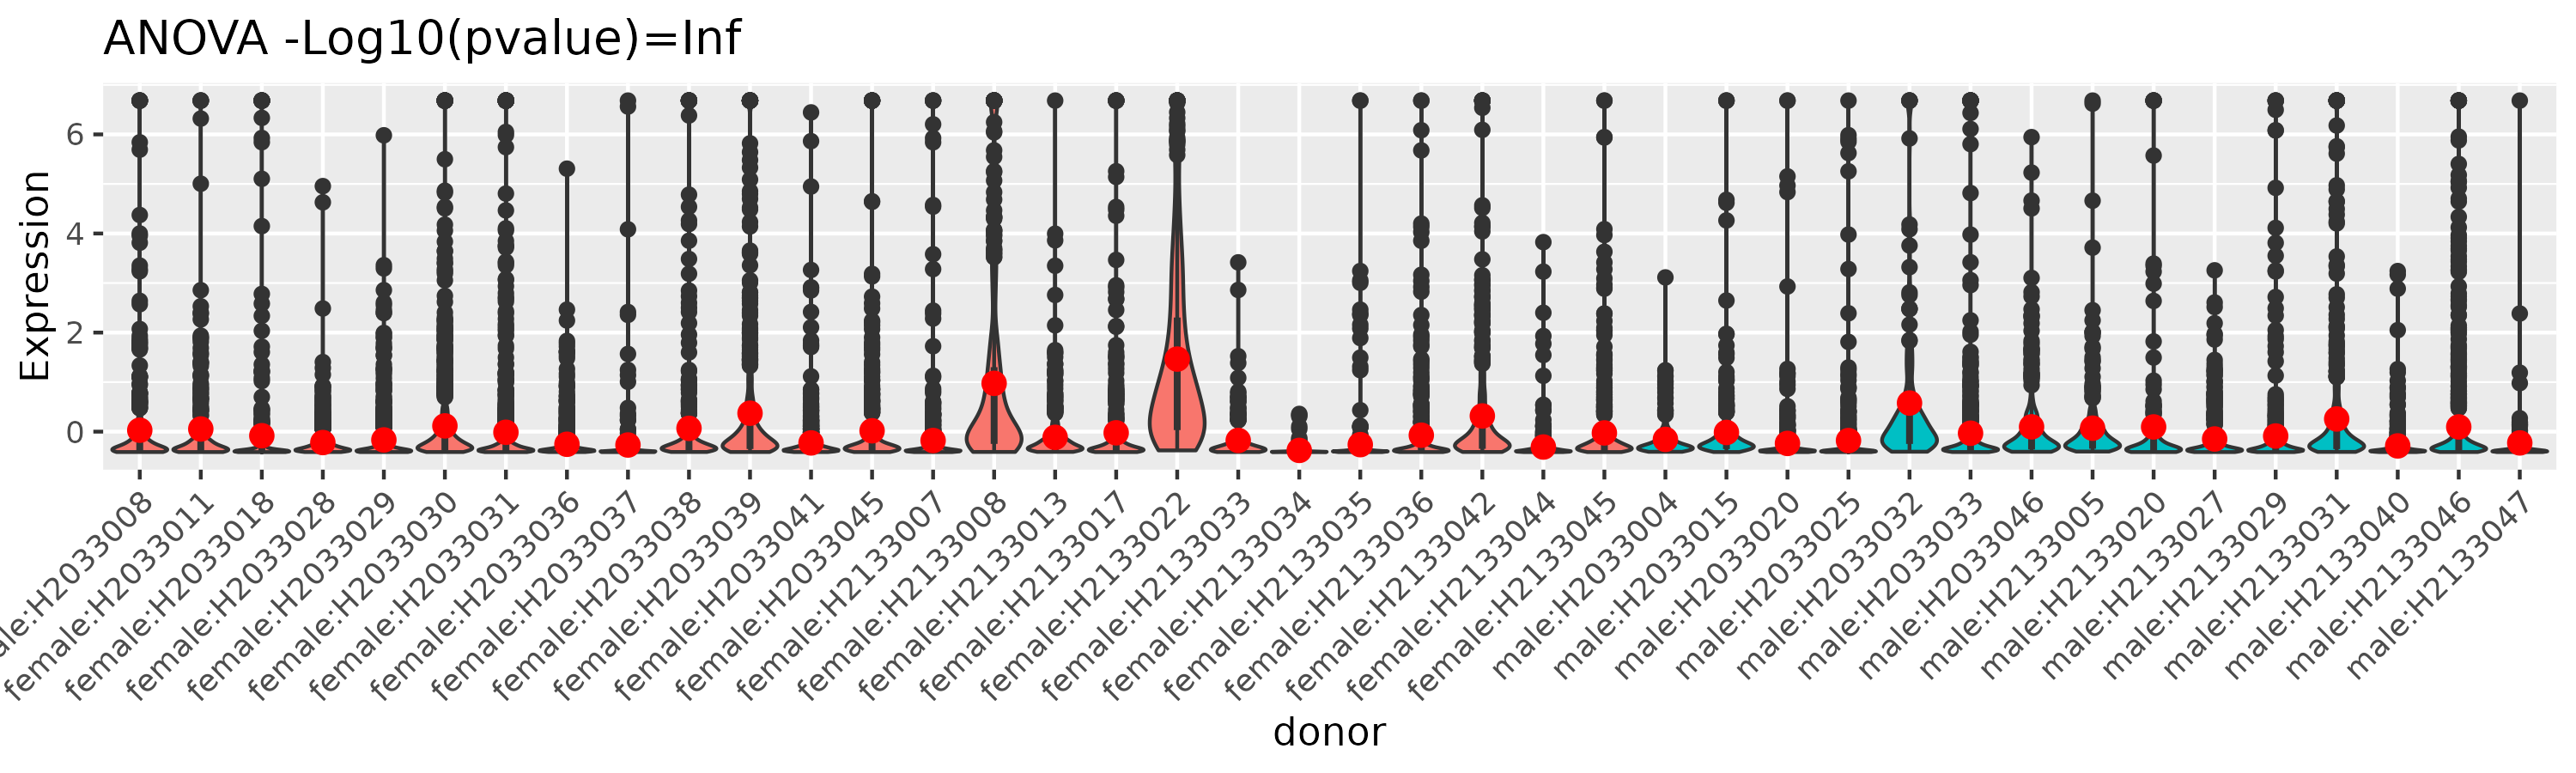 ANOVA -Log10(pvalue)=Inf
Expression
6
4
2
0
ale:H2033008
female:H2033011
female:H2033018
female:H2033028
female:H2033029
female:H2033030
female:H2033031
female:H2033036
female:H2033037
female:H2033038
female:H2033039
female:H2033041
female:H2033045
female:H2133007
female:H2133008
female:H2133013
female:H2133017
female:H2133022
female:H2133033
female:H2133034
female:H2133035
female:H2133036
female:H2133042
female:H2133044
female:H2133045
male:H2033004
male:H2033015
male:H2033020
male:H2033025
male:H2033032
male:H2033033
male:H2033046
male:H2133005
male:H2133020
male:H2133027
male:H2133029
male:H2133031
male:H2133040
male:H2133046
male:H2133047
donor